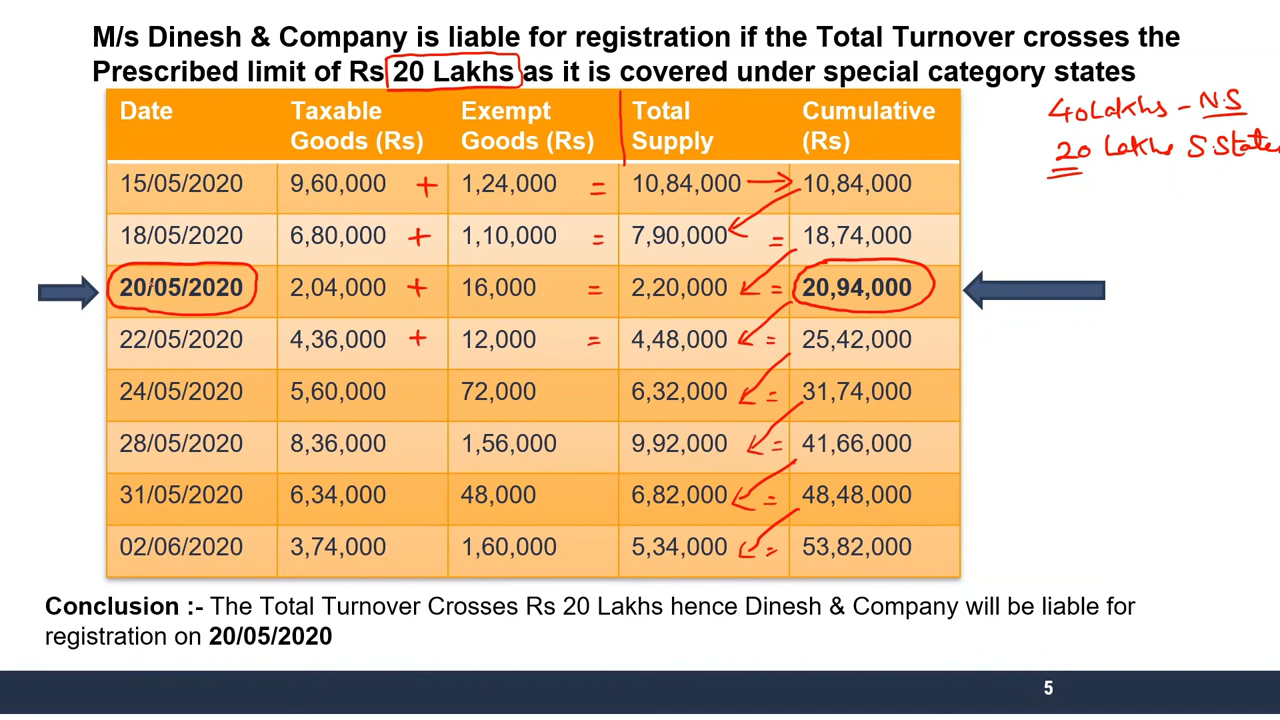 M/s Dinesh & Company is liable for registration if the Total Turnover crosses the
Prescribed limit of Rs 20 Lakhs as it is covered under special category states
40 Lakhs - N.S
20 Lakhs S.States
Date Taxable Goods (Rs) Exempt Goods (Rs) Total Supply Cumulative (Rs)
15/05/2020 9,60,000 + 1,24,000 = 10,84,000 → 10,84,000
18/05/2020 6,80,000 + 1,10,000 = 7,90,000 = 18,74,000
20/05/2020 2,04,000 + 16,000 = 2,20,000 = 20,94,000
22/05/2020 4,36,000 + 12,000 = 4,48,000 = 25,42,000
24/05/2020 5,60,000 72,000 6,32,000 = 31,74,000
28/05/2020 8,36,000 1,56,000 9,92,000 = 41,66,000
31/05/2020 6,34,000 48,000 6,82,000 = 48,48,000
02/06/2020 3,74,000 1,60,000 5,34,000 = 53,82,000
Conclusion :- The Total Turnover Crosses Rs 20 Lakhs hence Dinesh & Company will be liable for
registration on 20/05/2020
5